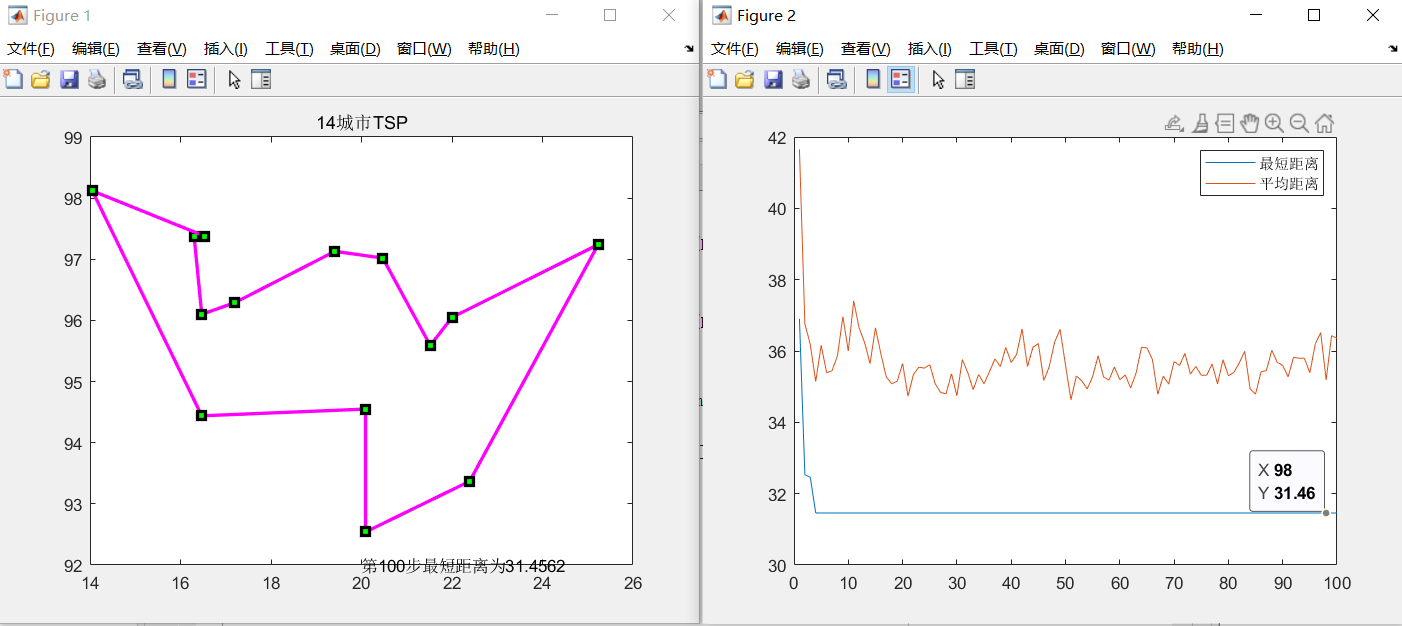 Figure 1
文件(F) 编辑(E) 查看(V) 插入(I) 工具(T) 桌面(D) 窗口(W) 帮助(H)
14城市TSP
99
98
97
96
95
94
93
92
14 16 18 20 22 24 26
第100步最短距离为31.4562
Figure 2
文件(F) 编辑(E) 查看(V) 插入(I) 工具(T) 桌面(D) 窗口(W) 帮助(H)
最短距离
平均距离
42
40
38
36
34
32
30
X 98
Y 31.46
0 10 20 30 40 50 60 70 80 90 100